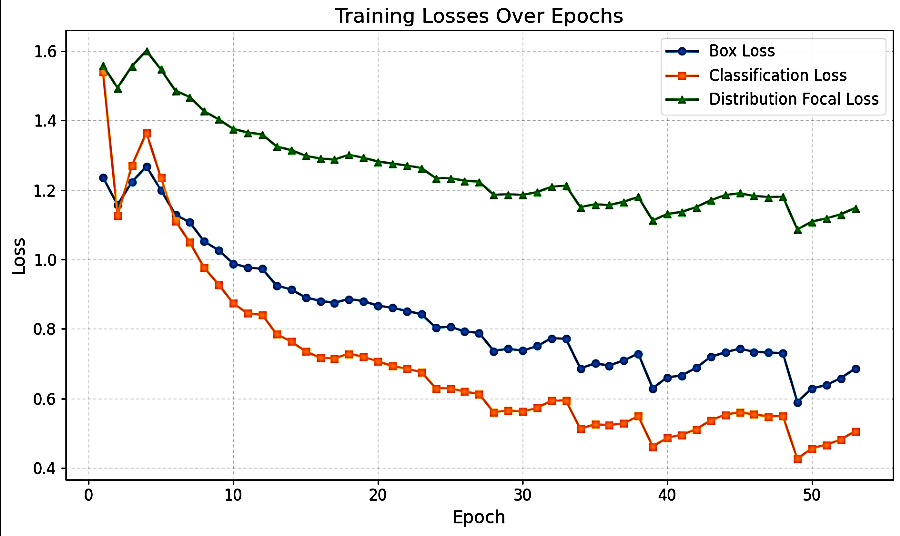 Training Losses Over Epochs
Box Loss
Classification Loss
Distribution Focal Loss
Loss
1.6
1.4
1.2
1.0
0.8
0.6
0.4
0 10 20 30 40 50
Epoch